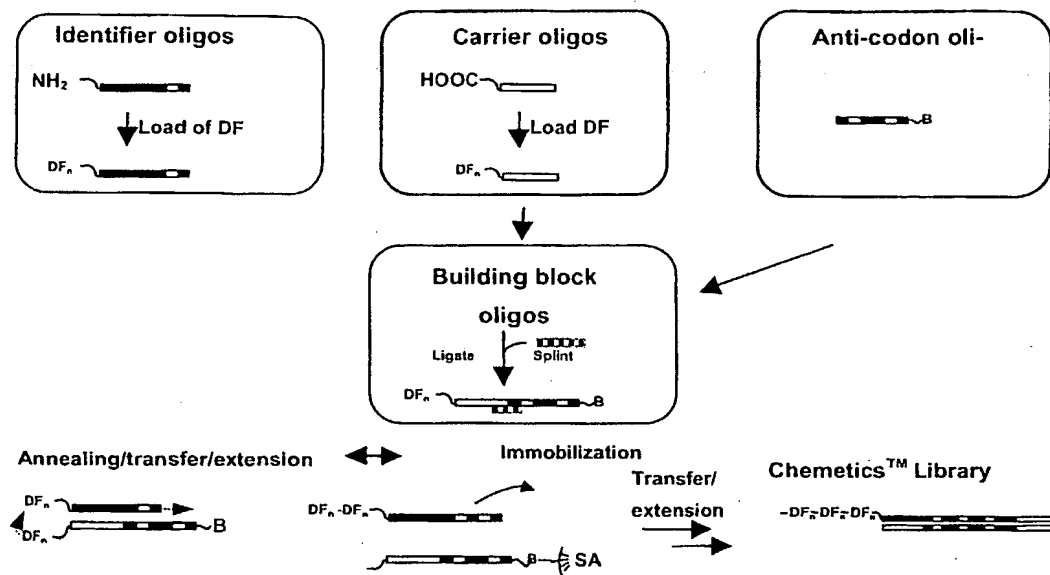 Identifier oligos
NH₂
Load of DF
DFₙ
Carrier oligos
HOOC
Load DF
DFₙ
Anti-codon oli-
B
Building block
oligos
Ligate
Splint
DFₙ
B
Annealing/transfer/extension
DFₙ
DFₙ
B
Immobilization
DFₙ -DFₙ
B
SA
Transfer/
extension
Chemetics™ Library
–DFₙ–DFₙ–DFₙ